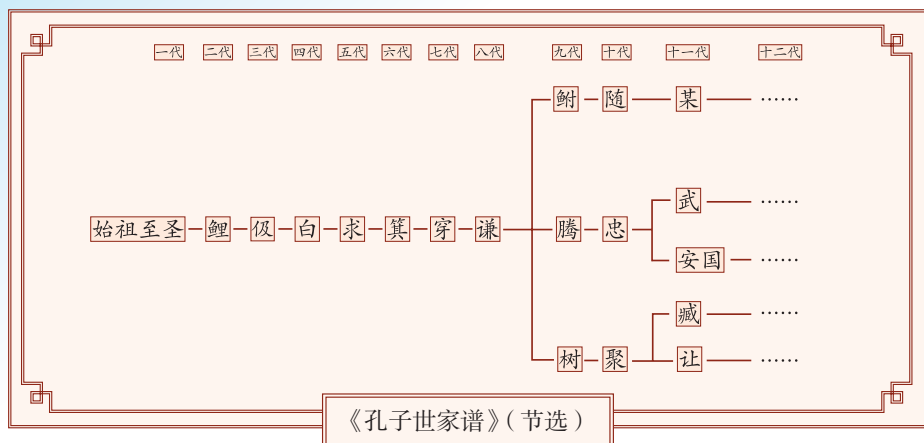 一代 二代 三代 四代 五代 六代 七代 八代 九代 十代 十一代 十二代
鲋 随 某 ……
武 ……
始祖至圣 鲤 伋 白 求 箕 穿 谦 腾 忠
安国 ……
臧 ……
树 聚 让 ……
《孔子世家谱》(节选)